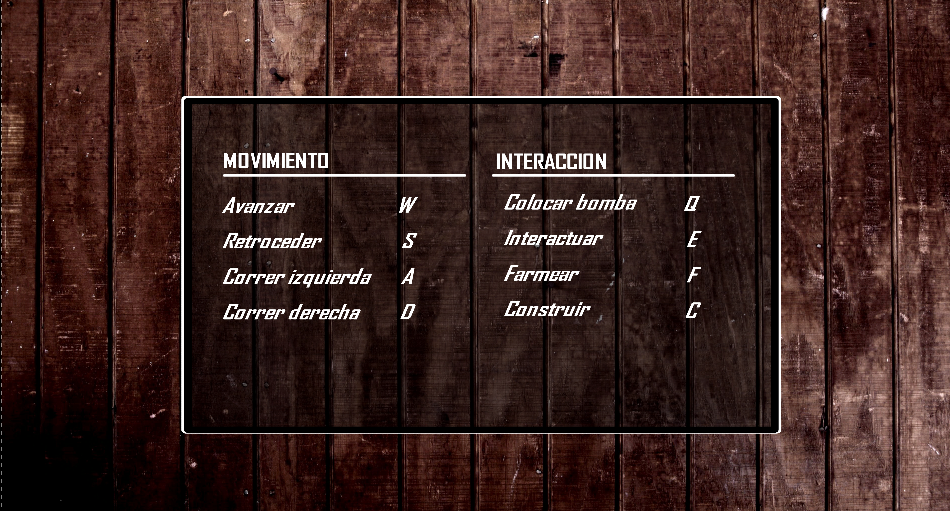 MOVIMIENTO
Avanzar W
Retroceder S
Correr izquierda A
Correr derecha D
INTERACCION
Colocar bomba Q
Interactuar E
Farmear F
Construir C